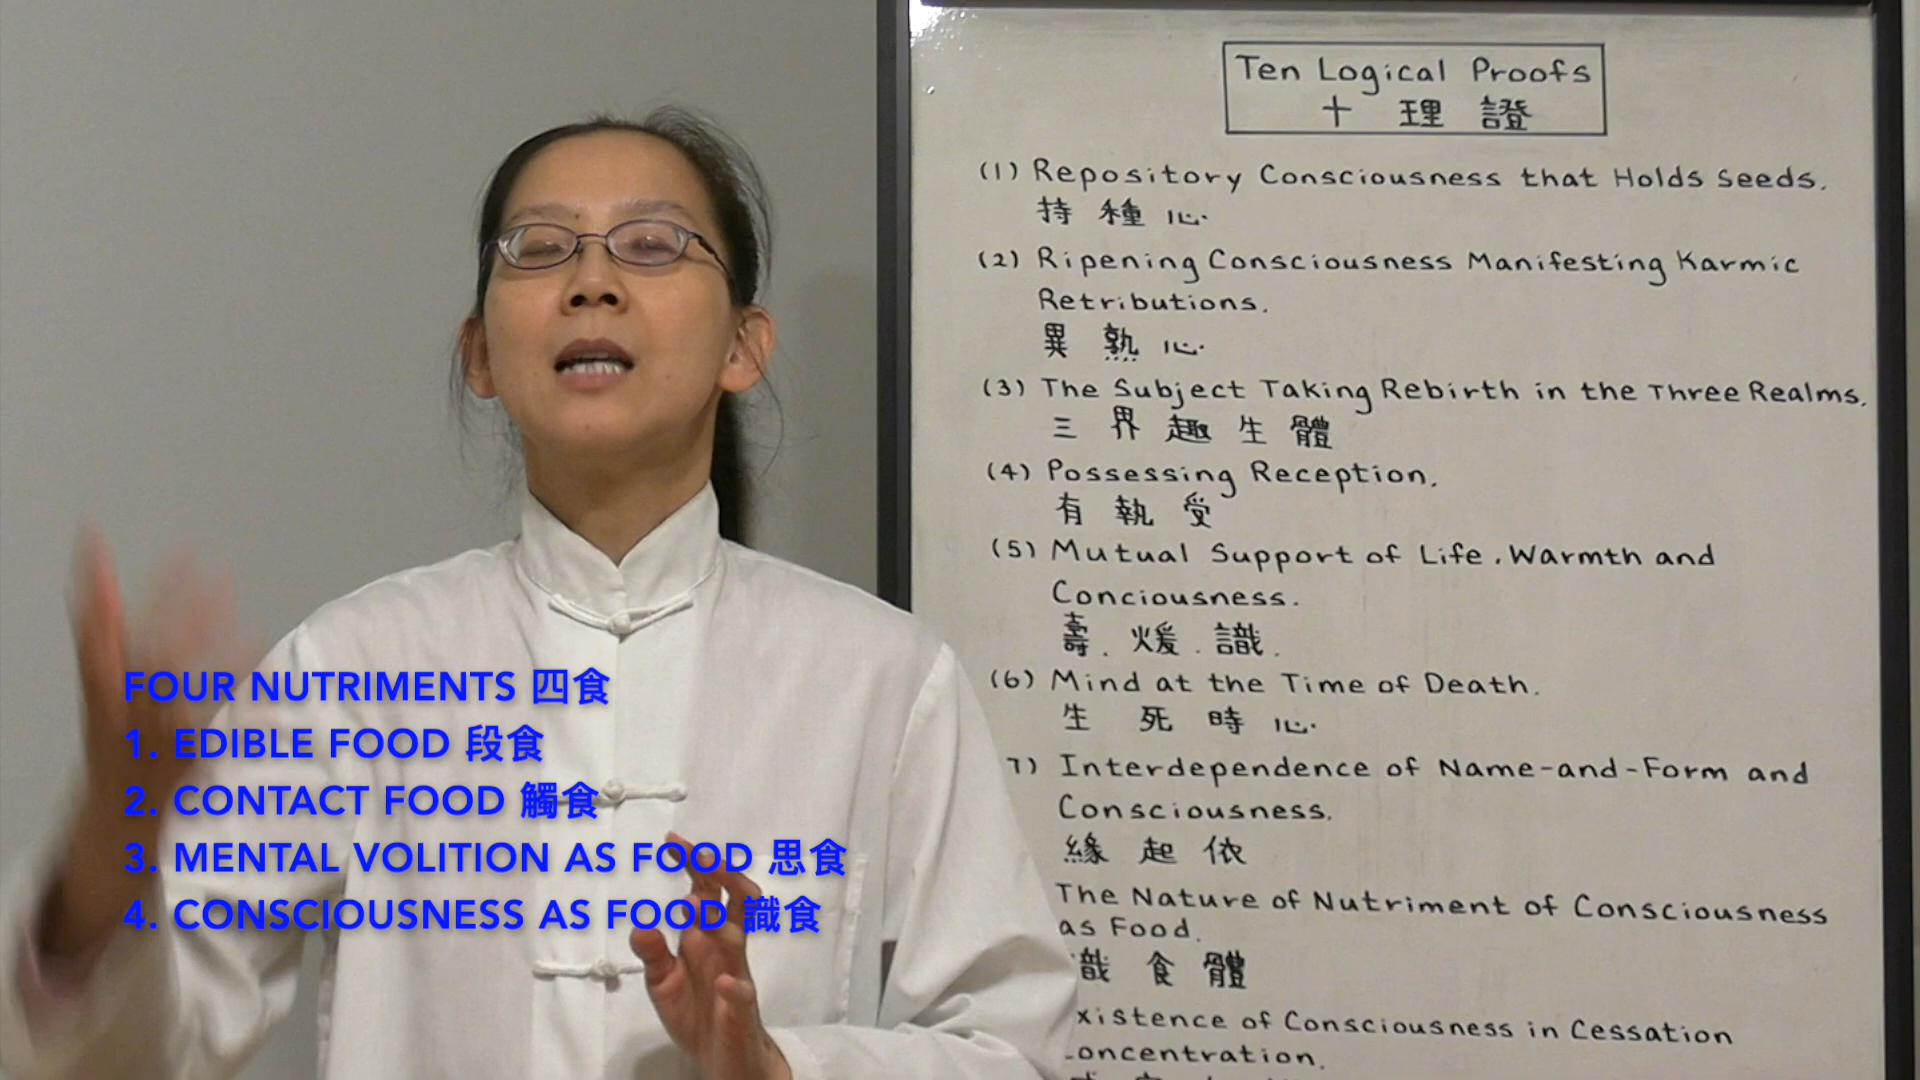 Ten Logical Proofs
十 理 證
(1) Repository Consciousness that Holds Seeds.
持 種 心.
(2) Ripening Consciousness Manifesting Karmic
Retributions.
異 熟 心.
(3) The Subject Taking Rebirth in the Three Realms.
三 界 趣 生 體
(4) Possessing Reception.
有 執 受
(5) Mutual Support of Life. Warmth and
Conciousness.
壽 . 煖 . 識 .
(6) Mind at the Time of Death.
生 死 時 心.
7) Interdependence of Name-and-Form and
Consciousness.
緣 起 依
The Nature of Nutriment of Consciousness
as Food.
識 食 體
xistence of Consciousness in Cessation
oncentration.
FOUR NUTRIMENTS 四食
1. EDIBLE FOOD 段食
2. CONTACT FOOD 觸食
3. MENTAL VOLITION AS FOOD 思食
4. CONSCIOUSNESS AS FOOD 識食